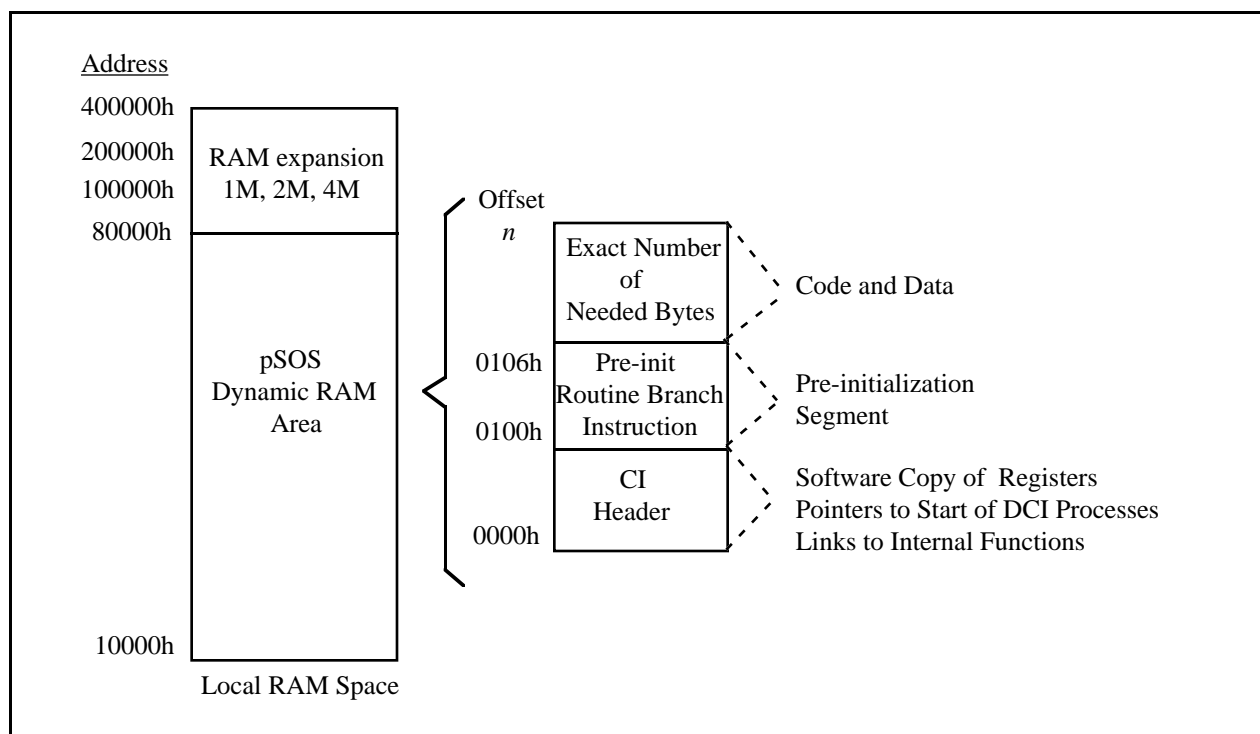 Address
400000h
200000h
100000h
80000h
10000h
RAM expansion
1M, 2M, 4M
pSOS
Dynamic RAM
Area
Local RAM Space
Offset
n
0106h
0100h
0000h
Exact Number
of
Needed Bytes
Pre-init
Routine Branch
Instruction
CI
Header
Code and Data
Pre-initialization
Segment
Software Copy of Registers
Pointers to Start of DCI Processes
Links to Internal Functions